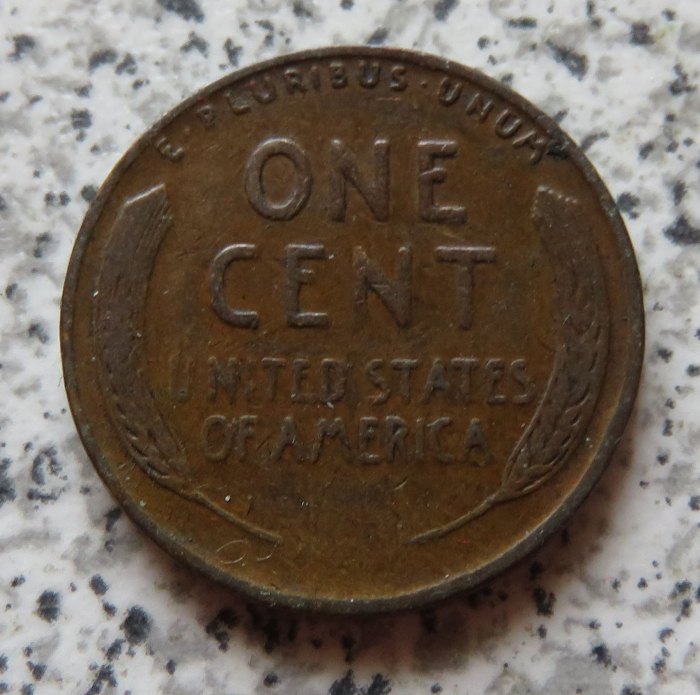 E·PLURIBUS·UNUM
ONE
CENT
UNITED STATES
OF AMERICA